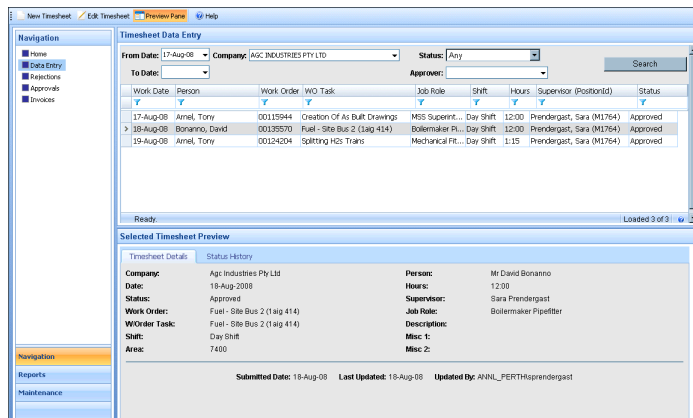 New Timesheet Edit Timesheet Preview Pane Help
Navigation
Home
Data Entry
Rejections
Approvals
Invoices
Navigation
Reports
Maintenance
Timesheet Data Entry
From Date: 17-Aug-08 Company: AGC INDUSTRIES PTY LTD Status: Any Search
To Date: Approver:
Work Date Person Work Order WO Task Job Role Shift Hours Supervisor (PositionId) Status
17-Aug-08 Arnel, Tony 00115944 Creation Of As Built Drawings MSS Superint... Day Shift 12:00 Prendergast, Sara (M1764) Approved
18-Aug-08 Bonanno, David 00135570 Fuel - Site Bus 2 (1aig 414) Boilermaker Pi... Day Shift 12:00 Prendergast, Sara (M1764) Approved
19-Aug-08 Arnel, Tony 00124204 Splitting H2s Trains Mechanical Fit... Day Shift 1:15 Prendergast, Sara (M1764) Approved
Ready. Loaded 3 of 3
Selected Timesheet Preview
Timesheet Details Status History
Company: Agc Industries Pty Ltd Person: Mr David Bonanno
Date: 18-Aug-2008 Hours: 12:00
Status: Approved Supervisor: Sara Prendergast
Work Order: Fuel - Site Bus 2 (1aig 414) Job Role: Boilermaker Pipefitter
W/Order Task: Fuel - Site Bus 2 (1aig 414) Description:
Shift: Day Shift Misc 1:
Area: 7400 Misc 2:
Submitted Date: 18-Aug-08 Last Updated: 18-Aug-08 Updated By: ANNL_PERTH\sprendergast